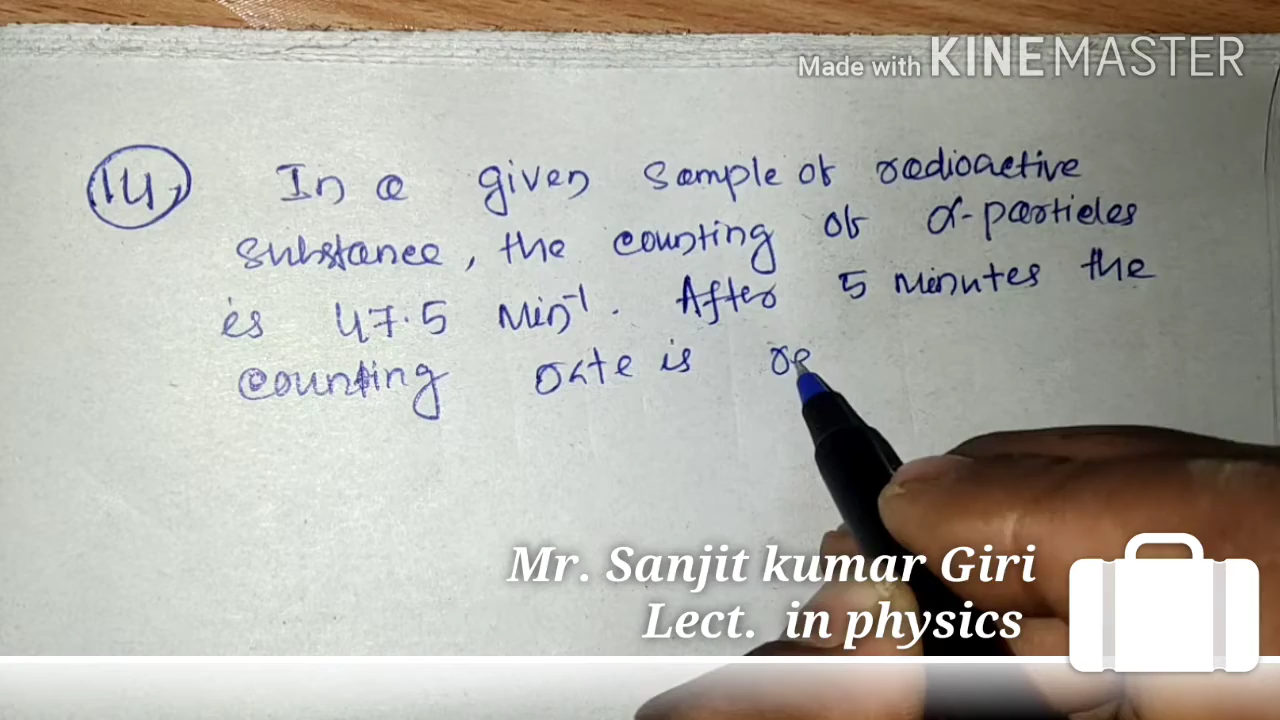 Made with KINEMASTER
14, In a given sample of radioactive
substance, the counting of α-particles
is 47.5 Min⁻¹. After 5 minutes the
counting rate is re
Mr. Sanjit kumar Giri
Lect. in physics